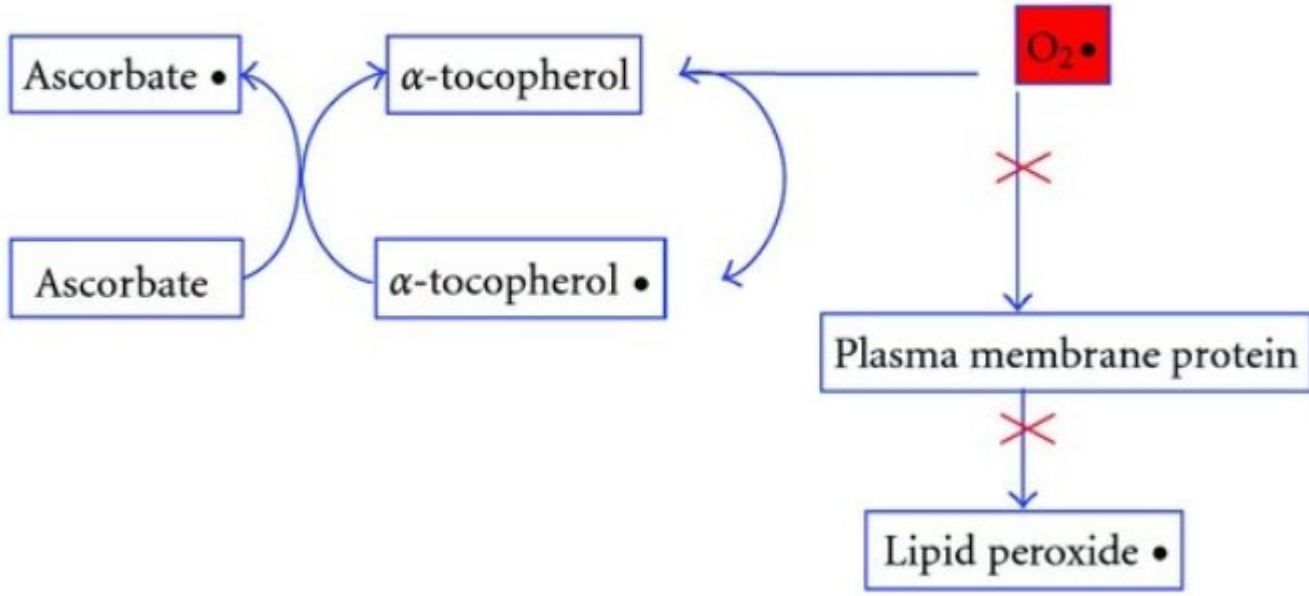 Ascorbate •
α-tocopherol
O₂•
Ascorbate
α-tocopherol •
Plasma membrane protein
Lipid peroxide •